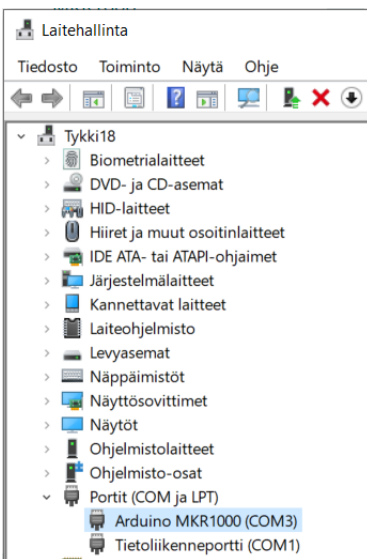 Laitehallinta
Tiedosto Toiminto Näytä Ohje
Tykki18
Biometrialaitteet
DVD- ja CD-asemat
HID-laitteet
Hiiret ja muut osoitinlaitteet
IDE ATA- tai ATAPI-ohjaimet
Järjestelmälaitteet
Kannettavat laitteet
Laiteohjelmisto
Levyasemat
Näppäimistöt
Näyttösovittimet
Näytöt
Ohjelmistolaitteet
Ohjelmisto-osat
Portit (COM ja LPT)
Arduino MKR1000 (COM3)
Tietoliikenneportti (COM1)